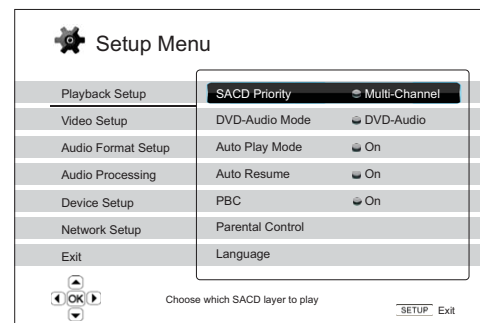 Setup Menu
Playback Setup
SACD Priority Multi-Channel
Video Setup
DVD-Audio Mode DVD-Audio
Audio Format Setup
Auto Play Mode On
Audio Processing
Auto Resume On
Device Setup
PBC On
Network Setup
Parental Control
Exit
Language
OK
Choose which SACD layer to play
SETUP Exit